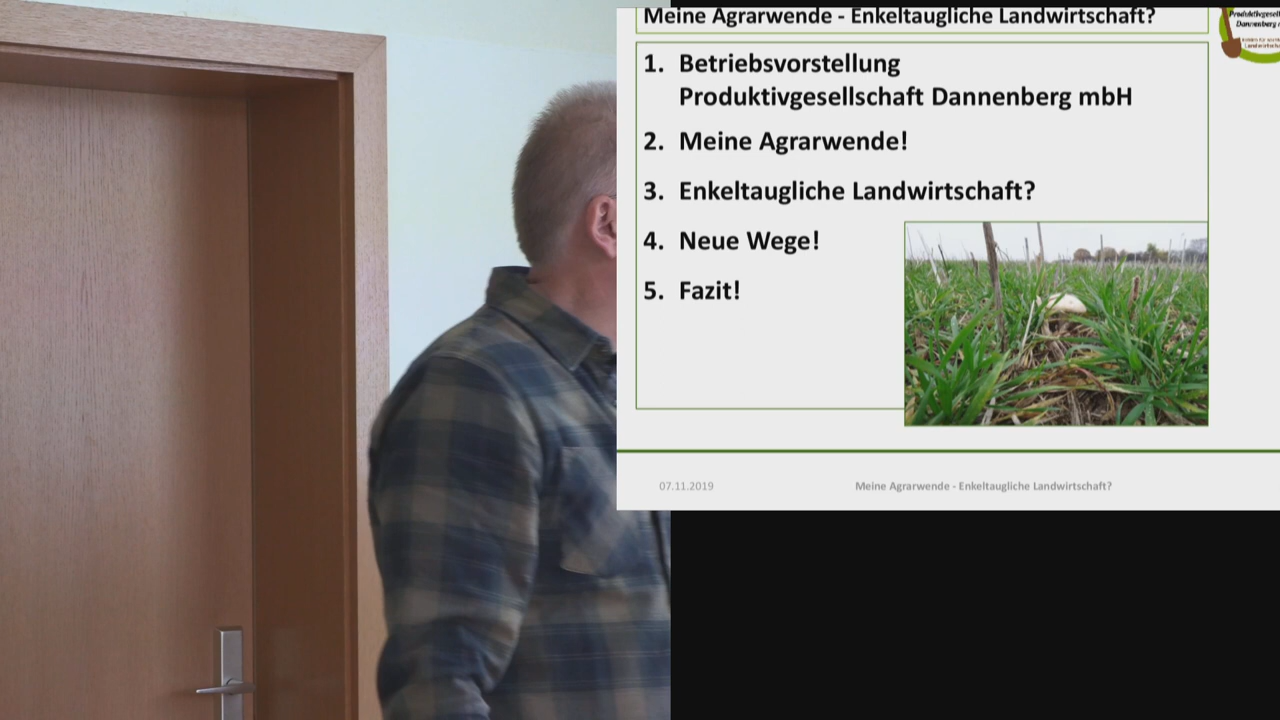 Meine Agrarwende - Enkeltaugliche Landwirtschaft?
Dannenberg
1. Betriebsvorstellung
Produktivgesellschaft Dannenberg mbH
2. Meine Agrarwende!
3. Enkeltaugliche Landwirtschaft?
4. Neue Wege!
5. Fazit!
07.11.2019
Meine Agrarwende - Enkeltaugliche Landwirtschaft?